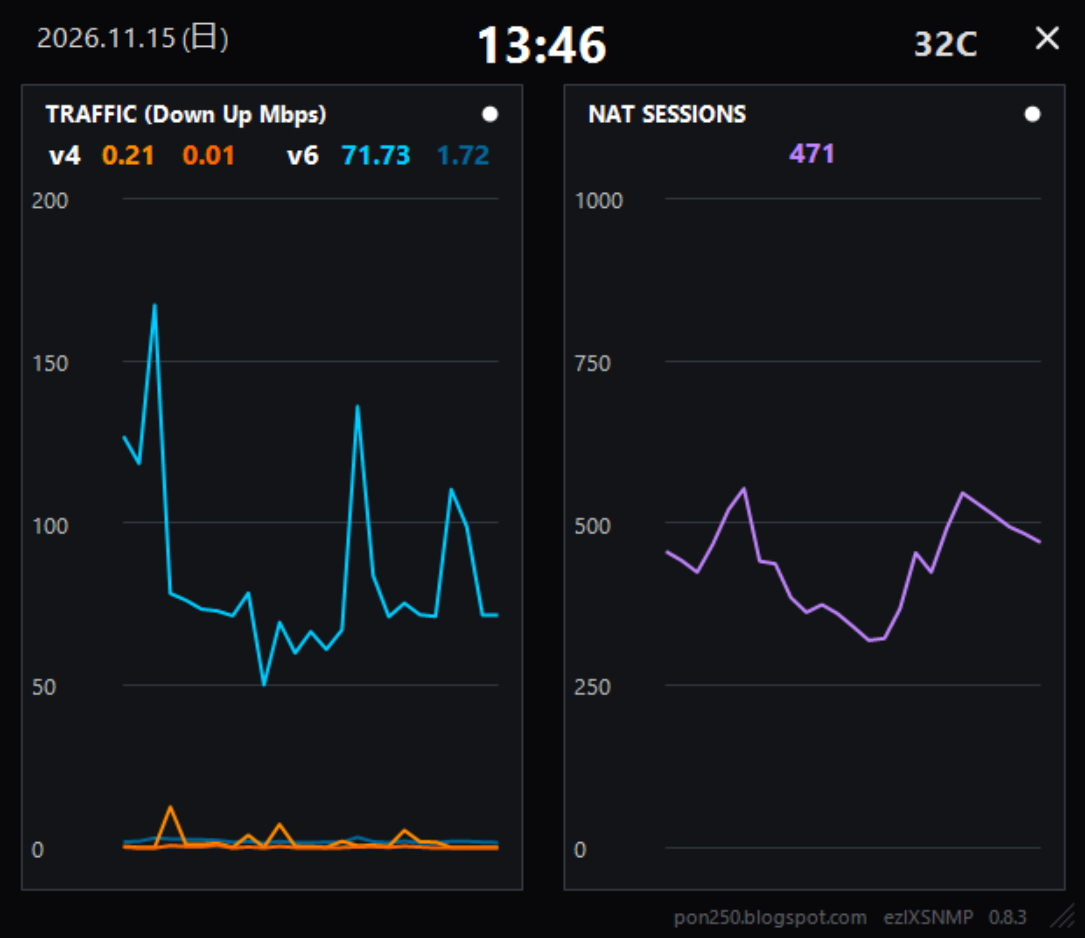 2026.11.15 (日) 13:46 32C
TRAFFIC (Down Up Mbps)
v4 0.21 0.01 v6 71.73 1.72
200
150
100
50
0
NAT SESSIONS
471
1000
750
500
250
0
pon250.blogspot.com ezIXSNMP 0.8.3